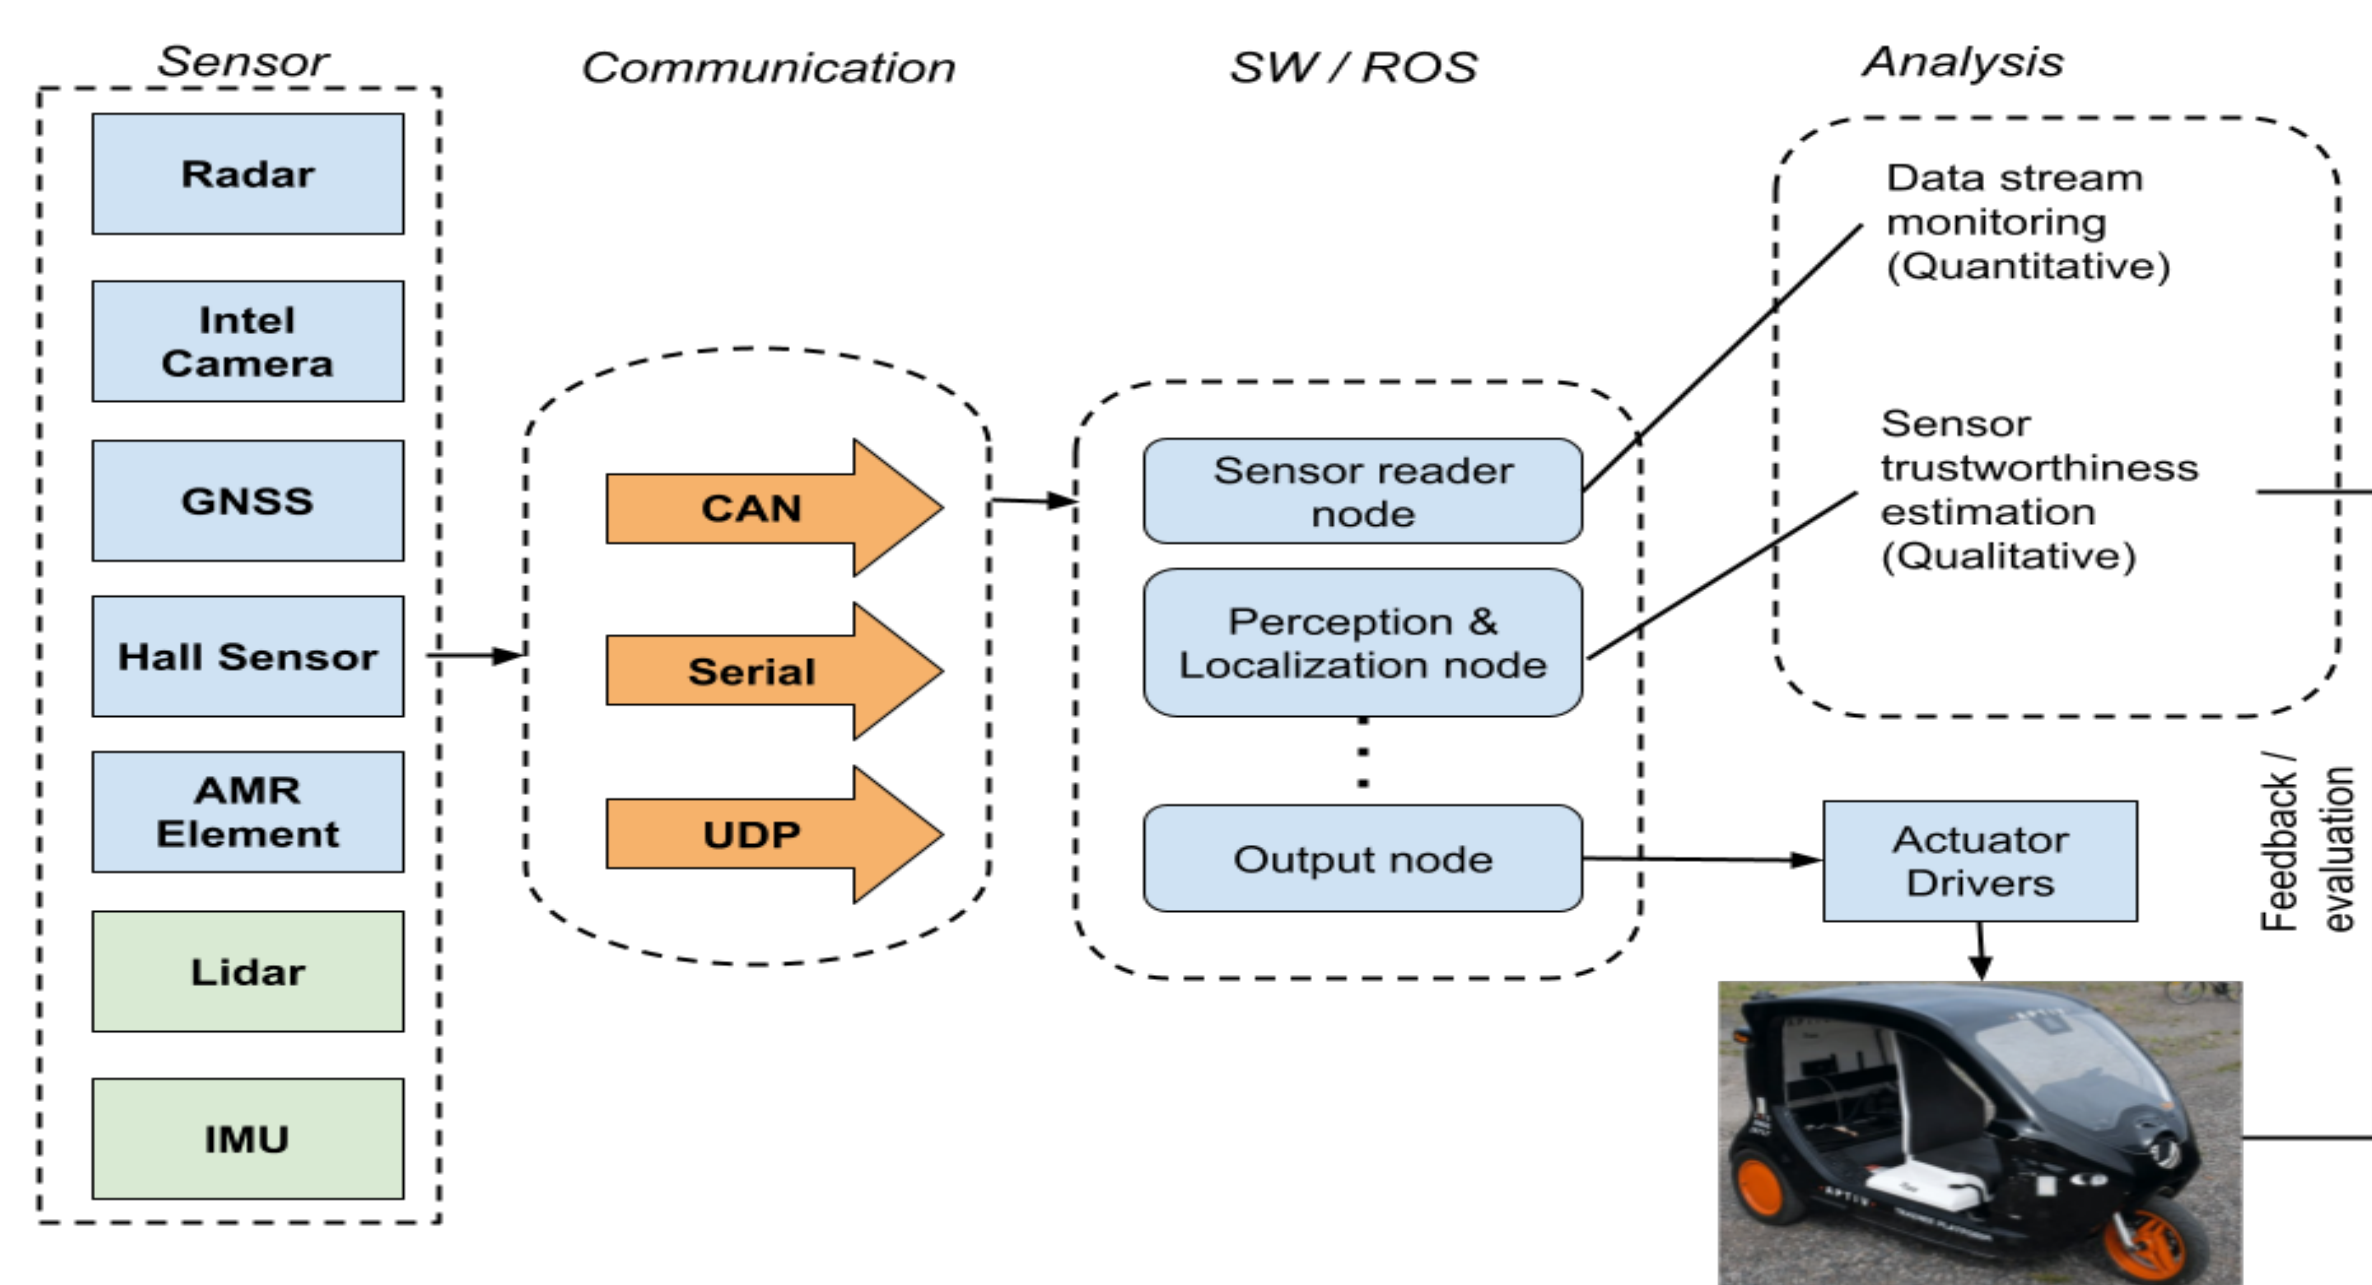 Sensor
Communication
SW / ROS
Analysis
Radar
Intel
Camera
GNSS
Hall Sensor
AMR
Element
Lidar
IMU
CAN
Serial
UDP
Sensor reader
node
Perception &
Localization node
Output node
Data stream
monitoring
(Quantitative)
Sensor
trustworthiness
estimation
(Qualitative)
Actuator
Drivers
Feedback /
evaluation